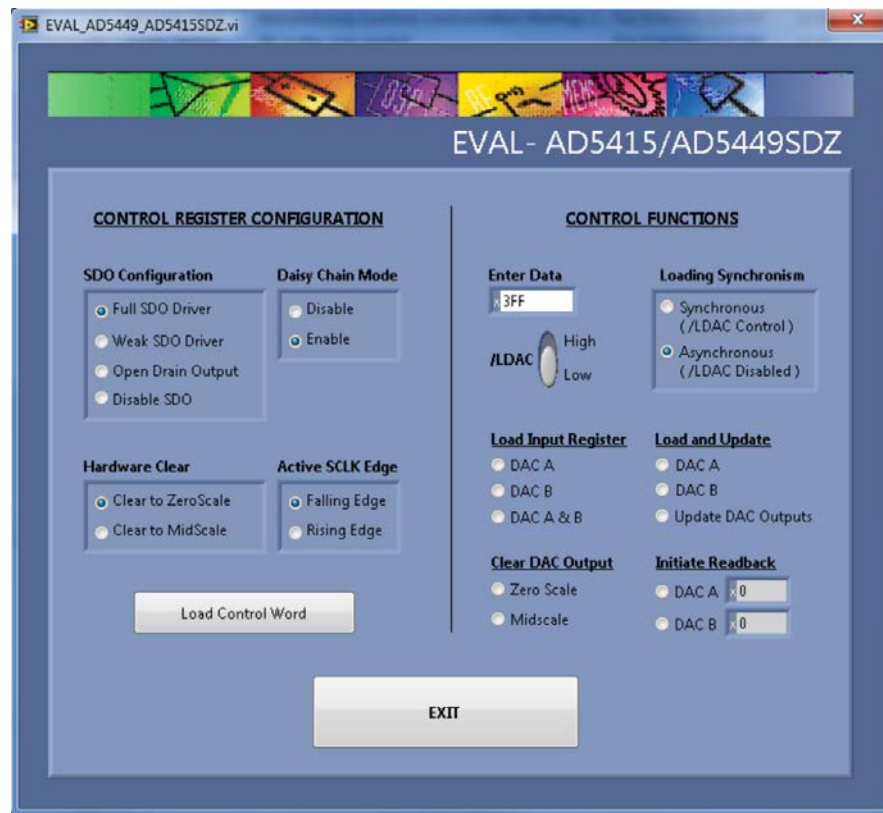 EVAL_AD5449_AD5415SDZ.vi
DSP
RF
MEMS
EVAL- AD5415/AD5449SDZ
CONTROL REGISTER CONFIGURATION
SDO Configuration
Full SDO Driver
Weak SDO Driver
Open Drain Output
Disable SDO
Daisy Chain Mode
Disable
Enable
Hardware Clear
Clear to ZeroScale
Clear to MidScale
Active SCLK Edge
Falling Edge
Rising Edge
Load Control Word
CONTROL FUNCTIONS
Enter Data
x 3FF
/LDAC
High
Low
Loading Synchronism
Synchronous
( /LDAC Control )
Asynchronous
( /LDAC Disabled )
Load Input Register
DAC A
DAC B
DAC A & B
Load and Update
DAC A
DAC B
Update DAC Outputs
Clear DAC Output
Zero Scale
Midscale
Initiate Readback
DAC A x 0
DAC B x 0
EXIT